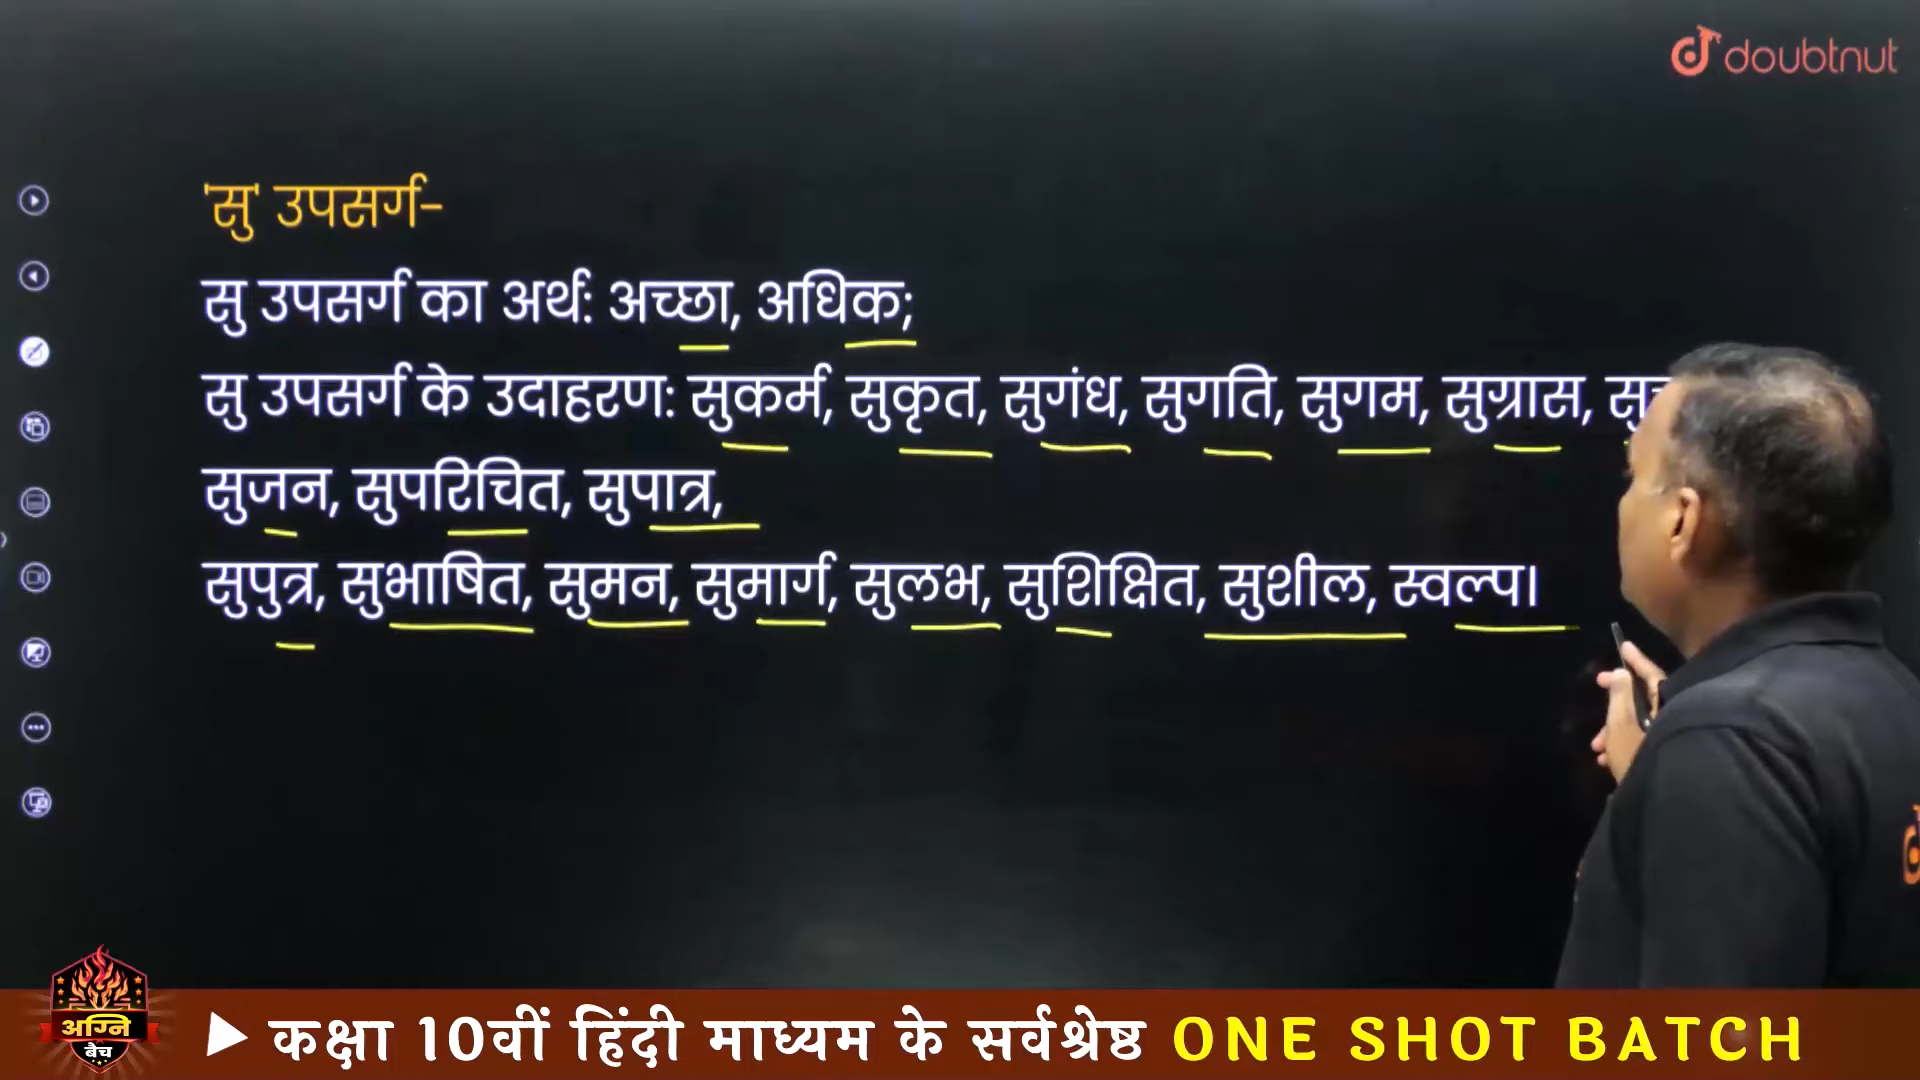 doubtnut
'सु' उपसर्ग-
सु उपसर्ग का अर्थ: अच्छा, अधिक;
सु उपसर्ग के उदाहरण: सुकर्म, सुकृत, सुगंध, सुगति, सुगम, सुग्रास,
सुजन, सुपरिचित, सुपात्र,
सुपुत्र, सुभाषित, सुमन, सुमार्ग, सुलभ, सुशिक्षित, सुशील, स्वल्प।
अग्नि
बैच
कक्षा 10वीं हिंदी माध्यम के सर्वश्रेष्ठ ONE SHOT BATCH